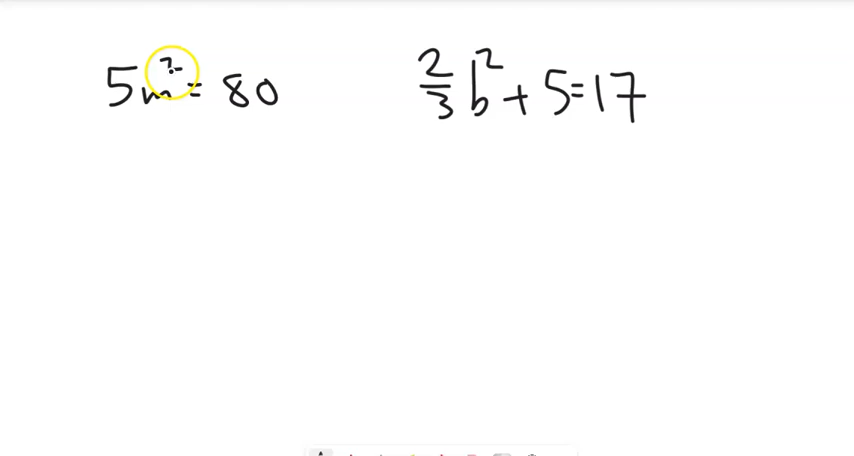 5m² = 80
2/3 b² + 5 = 17